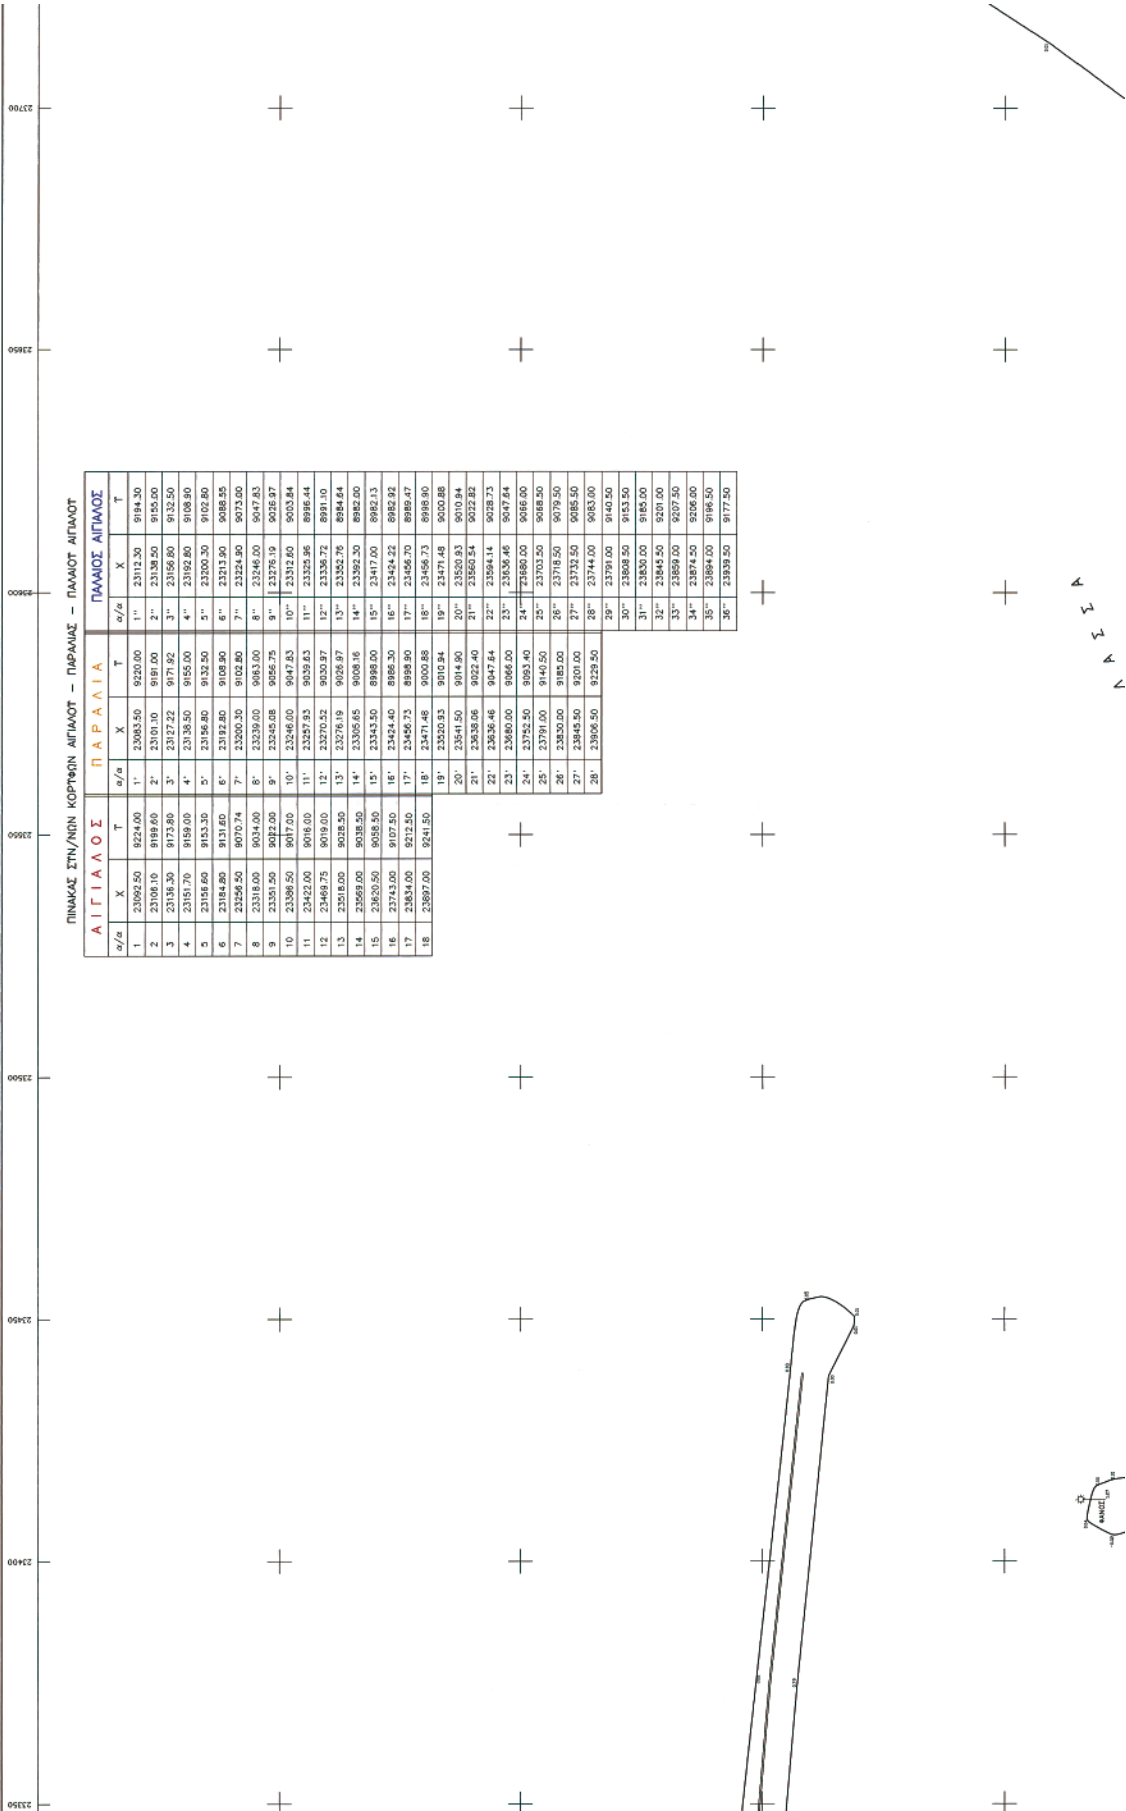 ΠΙΝΑΚΑΣ ΣΥΝ/ΝΩΝ ΚΟΡΥΦΩΝ ΑΙΓΙΑΛΟΥ – ΠΑΡΑΛΙΑΣ – ΠΑΛΑΙΟΥ ΑΙΓΙΑΛΟΥ
ΑΙΓΙΑΛΟΣ
α/α X Υ
1 23092.50 9224.00
2 23106.10 9199.60
3 23136.30 9173.80
4 23151.70 9159.00
5 23156.60 9153.30
6 23184.80 9131.60
7 23256.50 9070.74
8 23318.00 9034.00
9 23351.50 9022.00
10 23386.50 9017.00
11 23422.00 9016.00
12 23469.75 9019.00
13 23518.00 9028.50
14 23569.00 9038.50
15 23620.50 9058.50
16 23743.00 9107.50
17 23834.00 9212.50
18 23897.00 9241.50
ΠΑΡΑΛΙΑ
α/α X Υ
1' 23083.50 9220.00
2' 23101.10 9191.00
3' 23127.22 9171.92
4' 23138.50 9155.00
5' 23156.80 9132.50
6' 23192.80 9108.90
7' 23200.30 9102.80
8' 23239.00 9063.00
9' 23245.08 9056.75
10' 23246.00 9047.83
11' 23257.93 9039.63
12' 23270.52 9030.97
13' 23276.19 9026.97
14' 23305.65 9008.16
15' 23343.50 8998.00
16' 23424.40 8986.30
17' 23456.73 8998.90
18' 23471.48 9000.88
19' 23520.93 9010.94
20' 23541.50 9014.90
21' 23638.06 9022.40
22' 23636.46 9047.64
23' 23680.00 9066.00
24' 23752.50 9093.40
25' 23791.00 9140.50
26' 23830.00 9185.00
27' 23845.50 9201.00
28' 23906.50 9229.50
ΠΑΛΑΙΟΣ ΑΙΓΙΑΛΟΣ
α/α X Υ
1'' 23112.30 9194.30
2'' 23138.50 9155.00
3'' 23156.80 9132.50
4'' 23192.80 9108.90
5'' 23200.30 9102.80
6'' 23213.90 9088.55
7'' 23224.90 9073.00
8'' 23246.00 9047.83
9'' 23276.19 9026.97
10'' 23312.60 9003.84
11'' 23325.96 8996.44
12'' 23336.72 8991.10
13'' 23352.76 8984.64
14'' 23392.30 8982.00
15'' 23417.00 8982.13
16'' 23424.22 8982.92
17'' 23456.70 8989.47
18'' 23456.73 8998.90
19'' 23471.48 9000.88
20'' 23520.93 9010.94
21'' 23560.54 9022.82
22'' 23594.14 9028.73
23'' 23636.46 9047.64
24'' 23680.00 9066.00
25'' 23703.50 9068.50
26'' 23718.50 9079.50
27'' 23732.50 9085.50
28'' 23744.00 9083.00
29'' 23791.00 9140.50
30'' 23808.50 9153.50
31'' 23830.00 9185.00
32'' 23845.50 9201.00
33'' 23859.00 9207.50
34'' 23874.50 9206.00
35'' 23894.00 9196.50
36'' 23939.50 9177.50
23700
23650
23600
23550
23500
23450
23400
23350
ΛΑΣΣΑ
ΦΑΝΟΣ